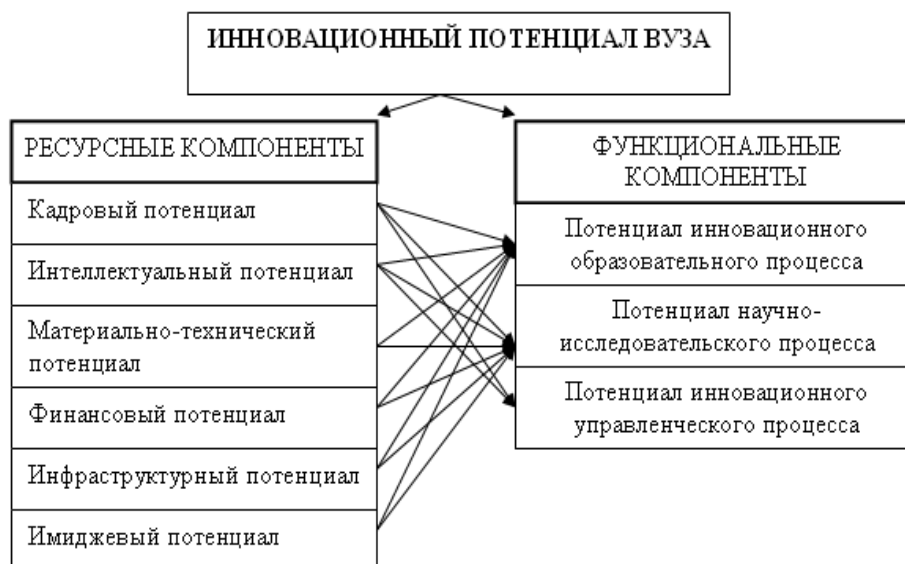 ИННОВАЦИОННЫЙ ПОТЕНЦИАЛ ВУЗА
РЕСУРСНЫЕ КОМПОНЕНТЫ
Кадровый потенциал
Интеллектуальный потенциал
Материально-технический
потенциал
Финансовый потенциал
Инфраструктурный потенциал
Имиджевый потенциал
ФУНКЦИОНАЛЬНЫЕ
КОМПОНЕНТЫ
Потенциал инновационного
образовательного процесса
Потенциал научно-
исследовательского процесса
Потенциал инновационного
управленческого процесса